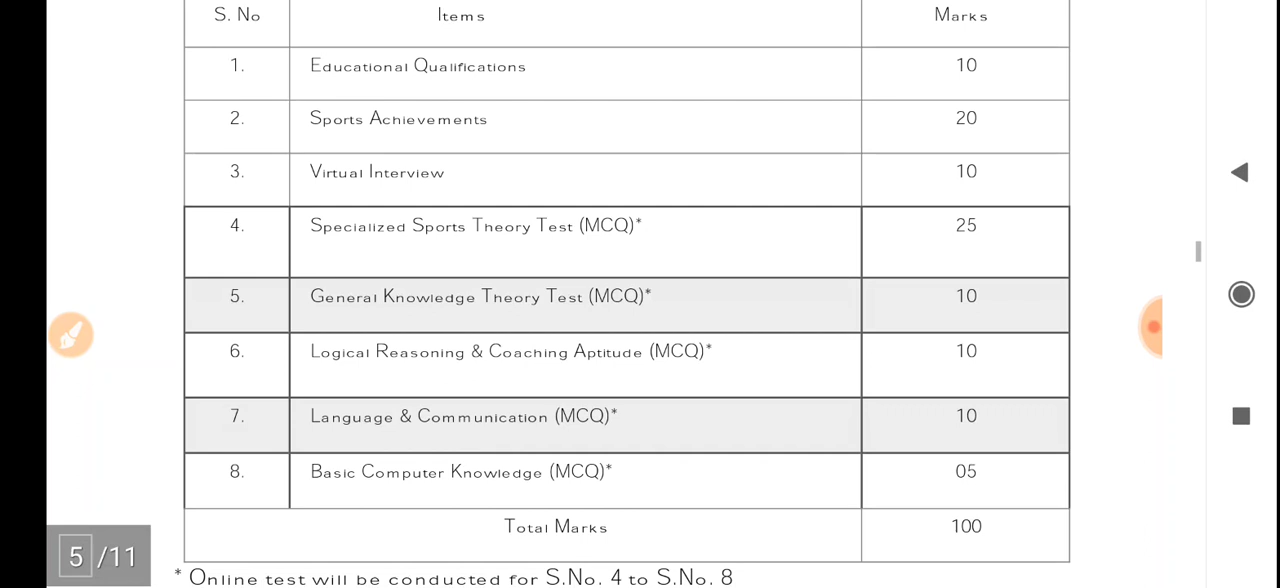 S. No Items Marks
1. Educational Qualifications 10
2. Sports Achievements 20
3. Virtual Interview 10
4. Specialized Sports Theory Test (MCQ)* 25
5. General Knowledge Theory Test (MCQ)* 10
6. Logical Reasoning & Coaching Aptitude (MCQ)* 10
7. Language & Communication (MCQ)* 10
8. Basic Computer Knowledge (MCQ)* 05
Total Marks 100
5 /11
* Online test will be conducted for S.No. 4 to S.No. 8